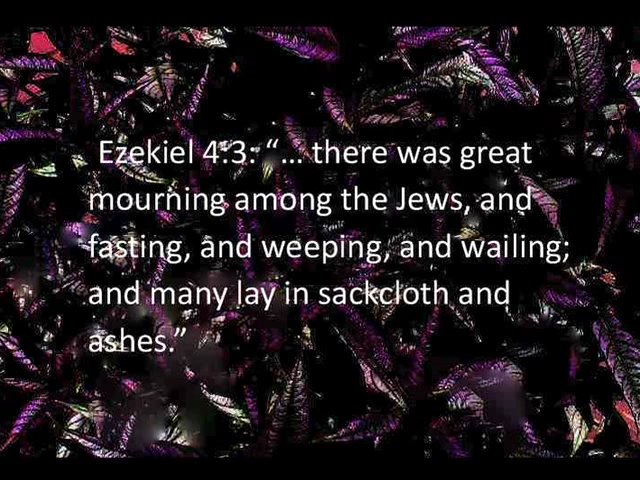 Ezekiel 4:3: “… there was great
mourning among the Jews, and
fasting, and weeping, and wailing;
and many lay in sackcloth and
ashes.”